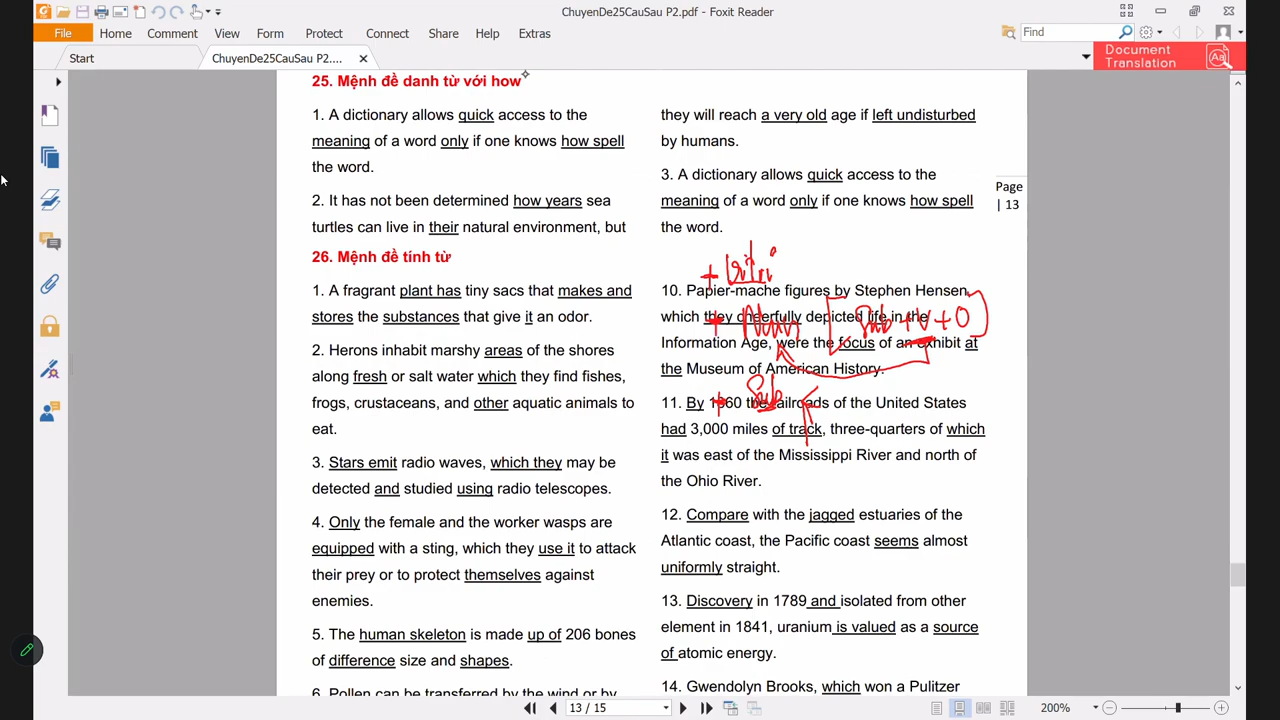 ChuyenDe25CauSau P2.pdf - Foxit Reader
File Home Comment View Form Protect Connect Share Help Extras
Find
Start
ChuyenDe25CauSau P2....
Document Translation
25. Mệnh đề danh từ với how
1. A dictionary allows quick access to the
meaning of a word only if one knows how spell
the word.
2. It has not been determined how years sea
turtles can live in their natural environment, but
26. Mệnh đề tính từ
1. A fragrant plant has tiny sacs that makes and
stores the substances that give it an odor.
2. Herons inhabit marshy areas of the shores
along fresh or salt water which they find fishes,
frogs, crustaceans, and other aquatic animals to
eat.
3. Stars emit radio waves, which they may be
detected and studied using radio telescopes.
4. Only the female and the worker wasps are
equipped with a sting, which they use it to attack
their prey or to protect themselves against
enemies.
5. The human skeleton is made up of 206 bones
of difference size and shapes.
6. Pollen can be transferred by the wind or by
they will reach a very old age if left undisturbed
by humans.
3. A dictionary allows quick access to the
meaning of a word only if one knows how spell
the word.
Page
| 13
10. Papier-mache figures by Stephen Hensen,
which they cheerfully depicted life in the
Information Age, were the focus of an exhibit at
the Museum of American History.
11. By 1860 the railroads of the United States
had 3,000 miles of track, three-quarters of which
it was east of the Mississippi River and north of
the Ohio River.
12. Compare with the jagged estuaries of the
Atlantic coast, the Pacific coast seems almost
uniformly straight.
13. Discovery in 1789 and isolated from other
element in 1841, uranium is valued as a source
of atomic energy.
14. Gwendolyn Brooks, which won a Pulitzer
+ Vị trí
+ Noun [Sub + V + O]
+ Sub
13 / 15
200%